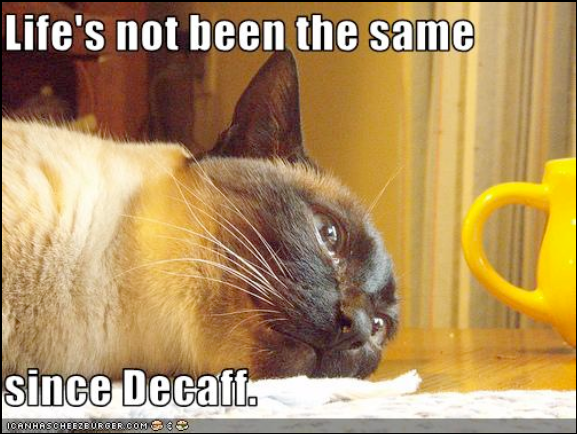 Life's not been the same
since Decaff.
ICANHASCHEEZBURGER.COM